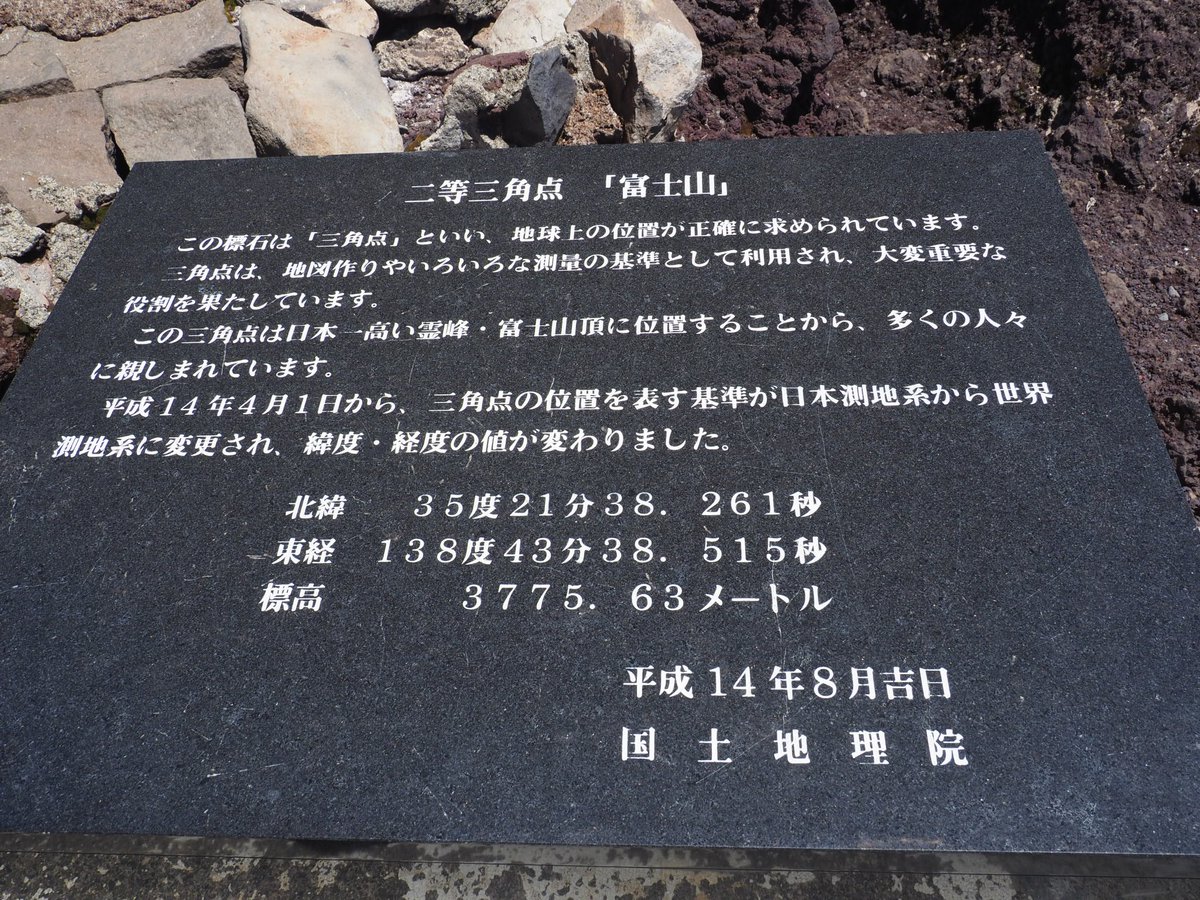 二等三角点 「富士山」
この標石は「三角点」といい、地球上の位置が正確に求められています。
三角点は、地図作りやいろいろな測量の基準として利用され、大変重要な
役割を果たしています。
この三角点は日本一高い霊峰・富士山頂に位置することから、多くの人々
に親しまれています。
平成14年4月1日から、三角点の位置を表す基準が日本測地系から世界
測地系に変更され、緯度・経度の値が変わりました。
北緯 35度21分38．261秒
東経 138度43分38．515秒
標高 3775．63メートル
平成14年8月吉日
国土地理院